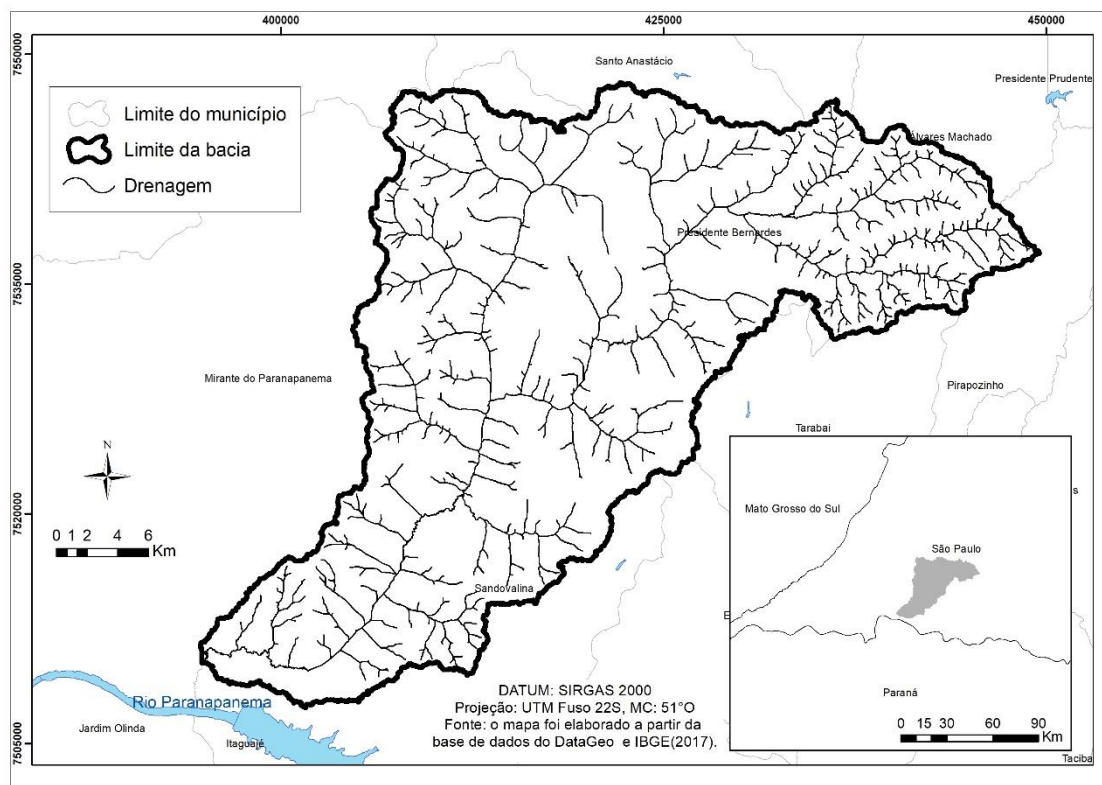 400000
425000
450000
7550000
7535000
7520000
7505000
Limite do município
Limite da bacia
Drenagem
Santo Anastácio
Presidente Prudente
Álvares Machado
Presidente Bernardes
Mirante do Paranapanema
Pirapozinho
Tarabai
N
0 1 2 4 6
Km
Sandovalina
Rio Paranapanema
Jardim Olinda
Itaguajé
DATUM: SIRGAS 2000
Projeção: UTM Fuso 22S, MC: 51°O
Fonte: o mapa foi elaborado a partir da
base de dados do DataGeo e IBGE(2017).
Mato Grosso do Sul
São Paulo
E
Paraná
0 15 30 60 90
Km
s
Taciba